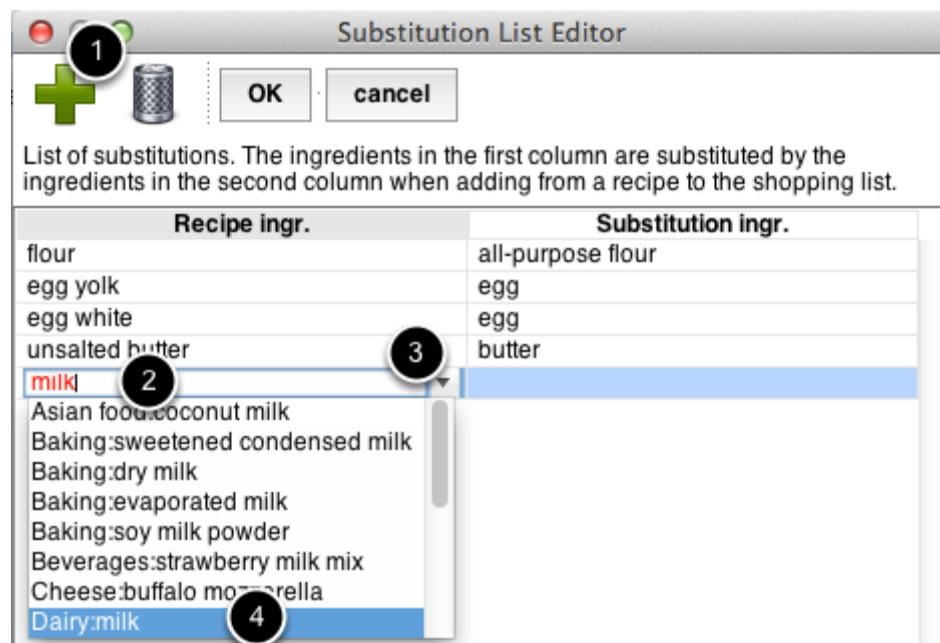 Substitution List Editor
1
OK cancel
List of substitutions. The ingredients in the first column are substituted by the
ingredients in the second column when adding from a recipe to the shopping list.
Recipe ingr. Substitution ingr.
flour all-purpose flour
egg yolk egg
egg white egg
unsalted butter 3 butter
milk 2
Asian food:coconut milk
Baking:sweetened condensed milk
Baking:dry milk
Baking:evaporated milk
Baking:soy milk powder
Beverages:strawberry milk mix
Cheese:buffalo mozzarella
Dairy:milk 4